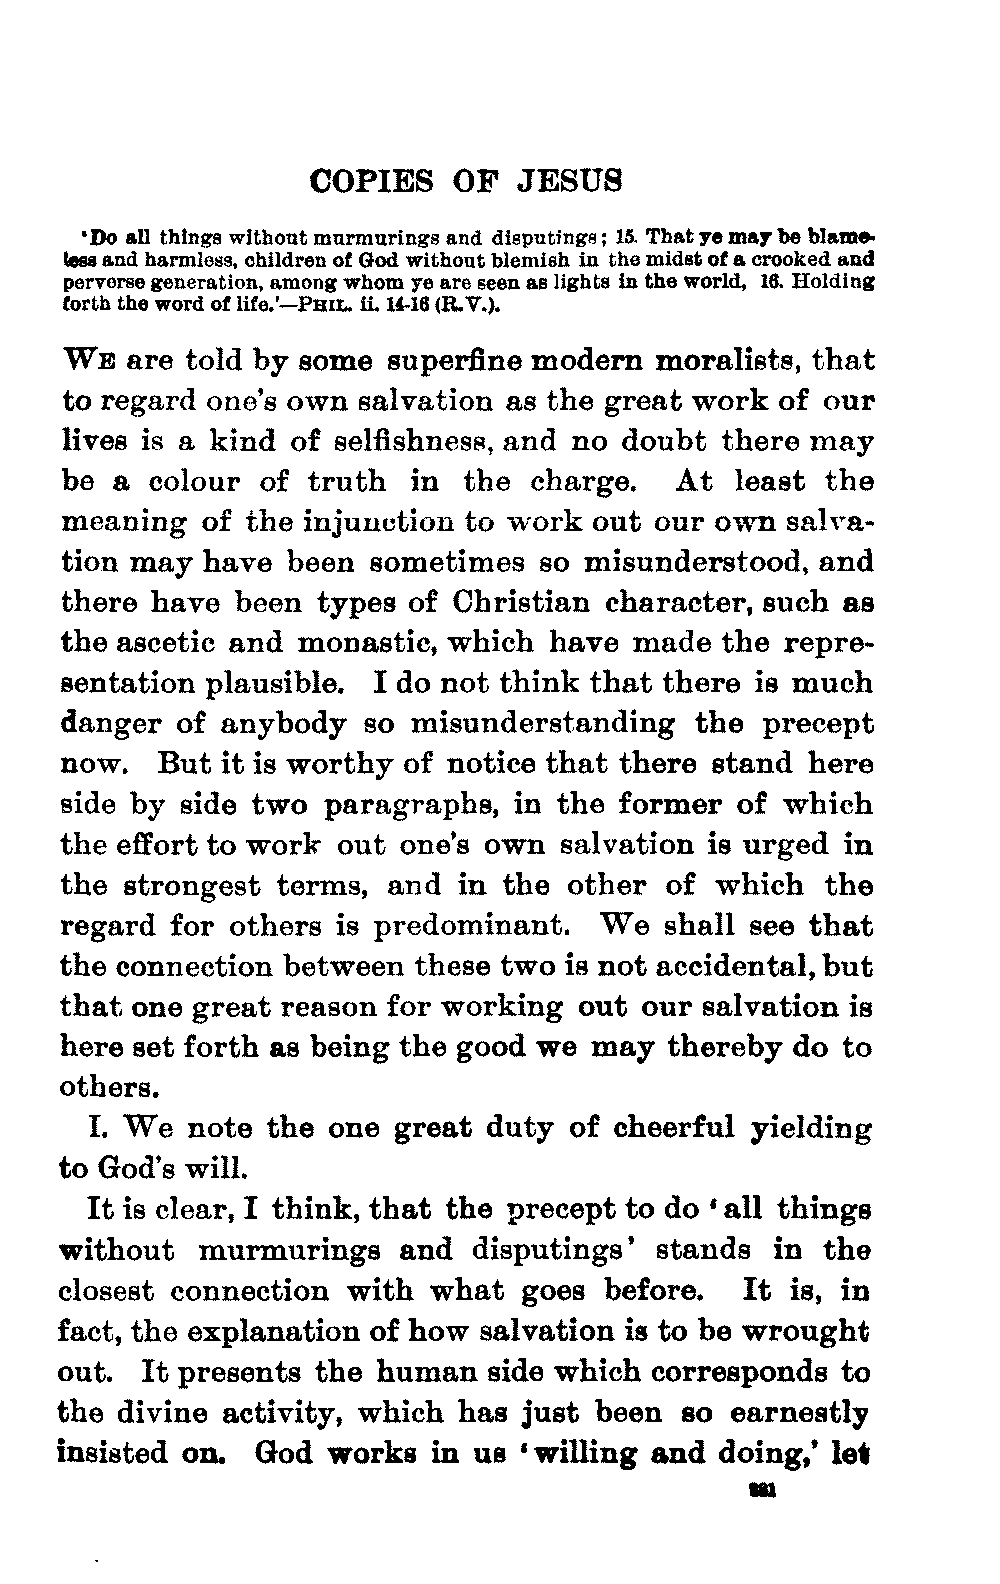 COPIES OF JESUS
'Do all things without murmurings and disputings; 15. That ye may be blame-
less and harmless, children of God without blemish in the midst of a crooked and
perverse generation, among whom ye are seen as lights in the world, 16. Holding
forth the word of life.'—PHIL. ii. 14-16 (R.V.).
WE are told by some superfine modern moralists, that
to regard one's own salvation as the great work of our
lives is a kind of selfishness, and no doubt there may
be a colour of truth in the charge. At least the
meaning of the injunction to work out our own salva-
tion may have been sometimes so misunderstood, and
there have been types of Christian character, such as
the ascetic and monastic, which have made the repre-
sentation plausible. I do not think that there is much
danger of anybody so misunderstanding the precept
now. But it is worthy of notice that there stand here
side by side two paragraphs, in the former of which
the effort to work out one's own salvation is urged in
the strongest terms, and in the other of which the
regard for others is predominant. We shall see that
the connection between these two is not accidental, but
that one great reason for working out our salvation is
here set forth as being the good we may thereby do to
others.
I. We note the one great duty of cheerful yielding
to God's will.
It is clear, I think, that the precept to do 'all things
without murmurings and disputings' stands in the
closest connection with what goes before. It is, in
fact, the explanation of how salvation is to be wrought
out. It presents the human side which corresponds to
the divine activity, which has just been so earnestly
insisted on. God works in us 'willing and doing,' let